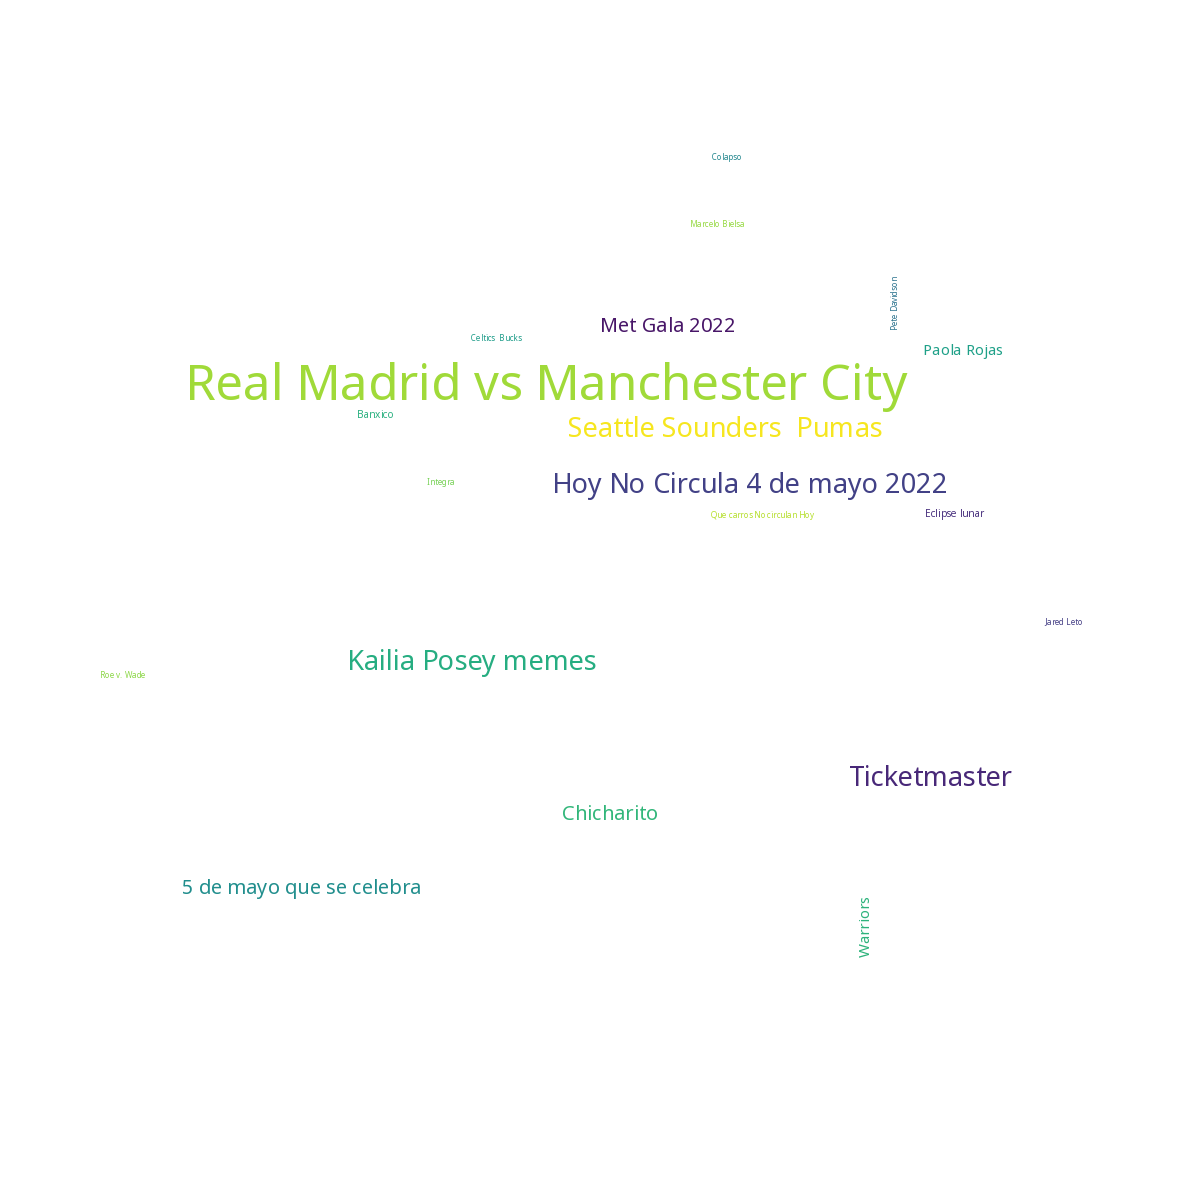 Colapso
Marcelo Bielsa
Pete Davidson
Met Gala 2022
Celtics Bucks
Paola Rojas
Real Madrid vs Manchester City
Banxico
Seattle Sounders Pumas
Integra
Hoy No Circula 4 de mayo 2022
Que carros No circulan Hoy
Eclipse lunar
Jared Leto
Kailia Posey memes
Roe v. Wade
Ticketmaster
Chicharito
5 de mayo que se celebra
Warriors